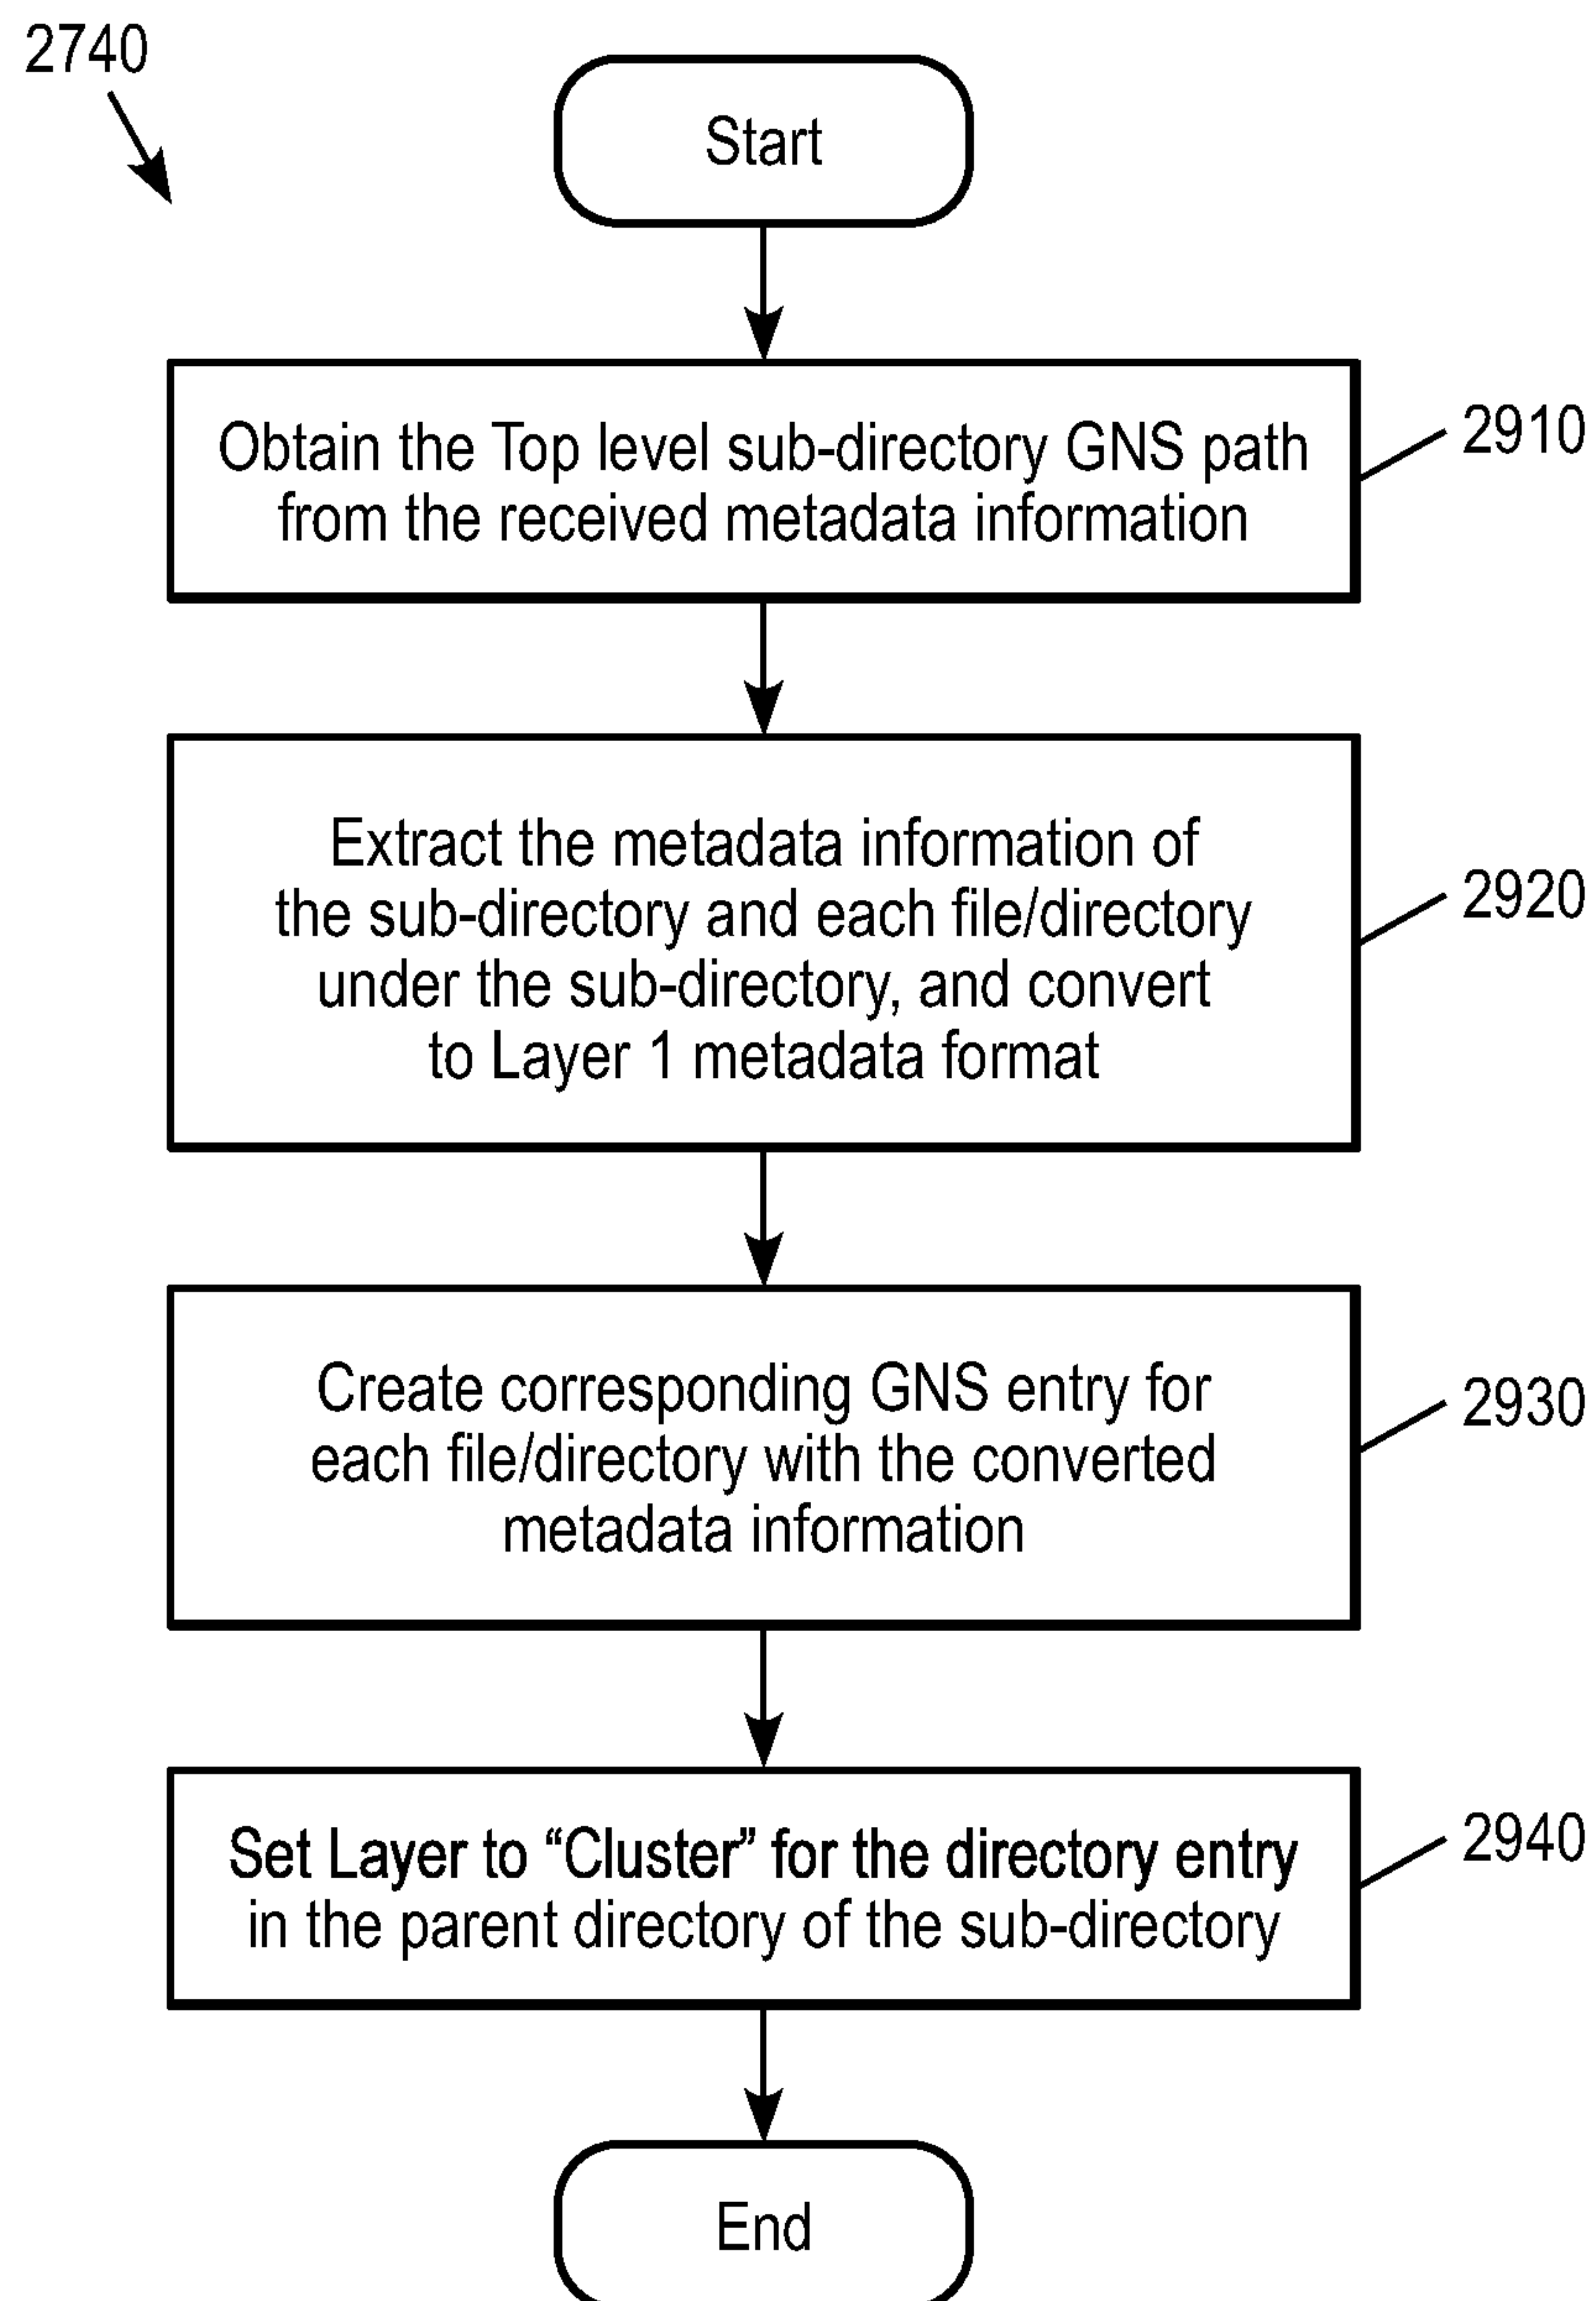 2740
Start
Obtain the Top level sub-directory GNS path
from the received metadata information
2910
Extract the metadata information of
the sub-directory and each file/directory
under the sub-directory, and convert
to Layer 1 metadata format
2920
Create corresponding GNS entry for
each file/directory with the converted
metadata information
2930
Set Layer to “Cluster” for the directory entry
in the parent directory of the sub-directory
2940
End